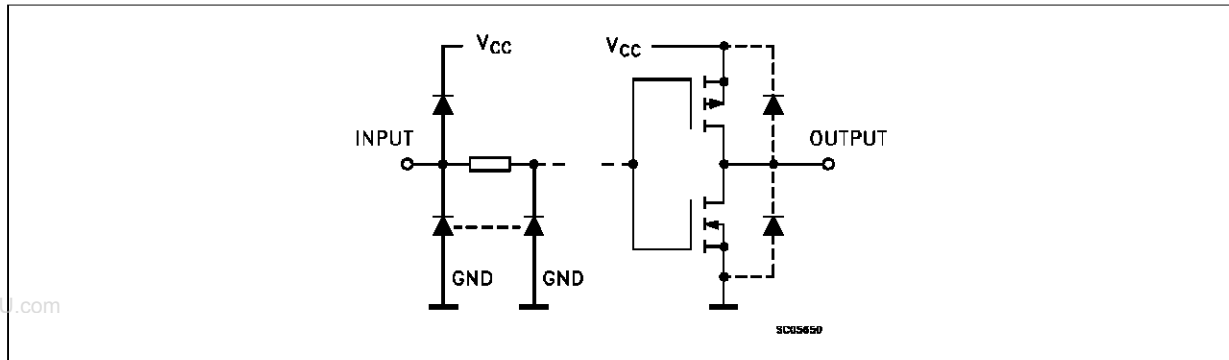 VCC
VCC
INPUT
OUTPUT
GND
GND
U.com
SC05650